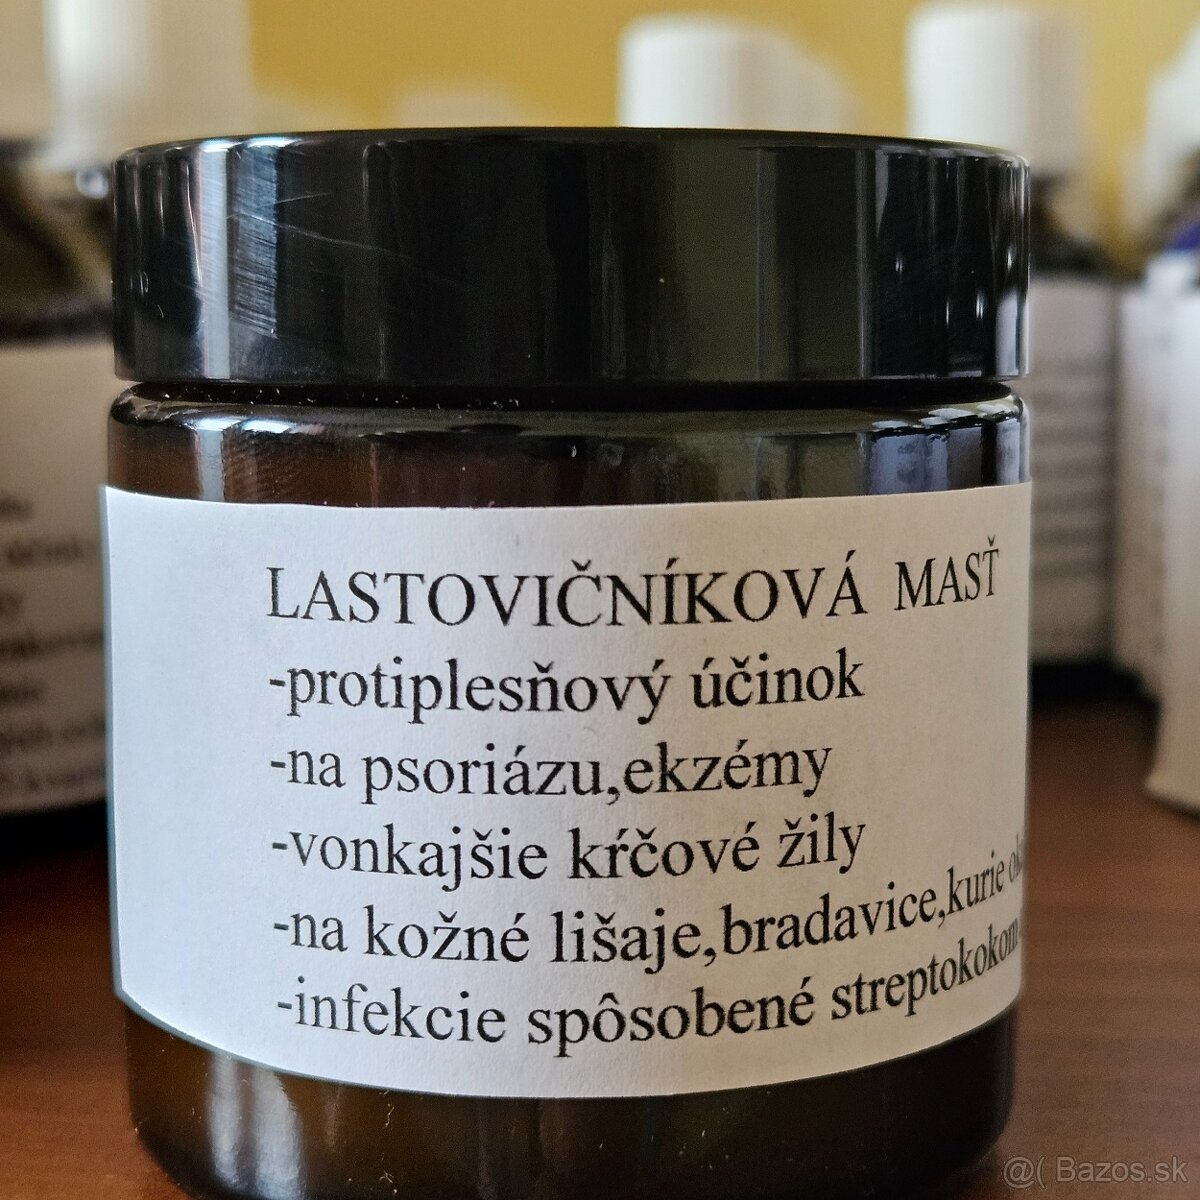 LASTOVIČNÍKOVÁ MASŤ
-protiplesňový účinok
-na psoriázu,ekzémy
-vonkajšie kŕčové žily
-na kožné lišaje,bradavice,kurie
-infekcie spôsobené streptokokom
@( Bazos.sk